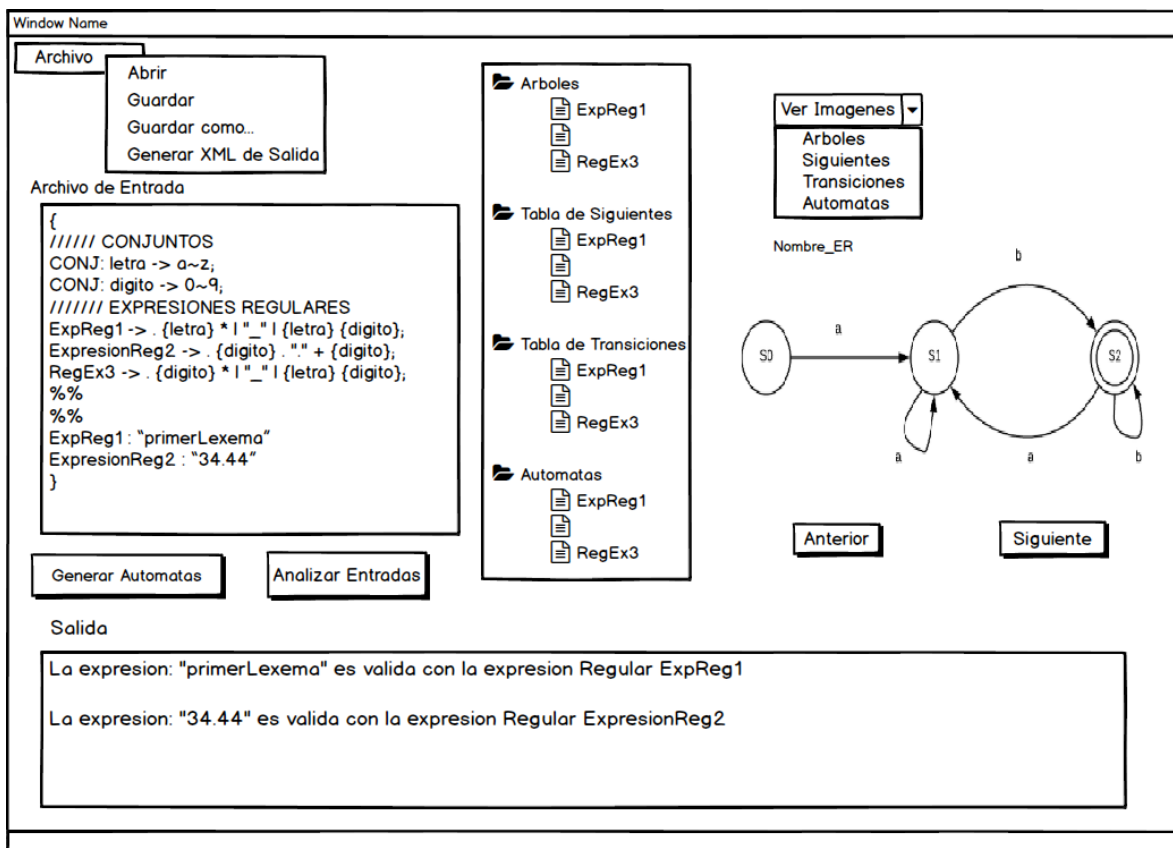 Window Name
Archivo
Abrir
Guardar
Guardar como...
Generar XML de Salida
Archivo de Entrada
{
////// CONJUNTOS
CONJ: letra -> a~z;
CONJ: digito -> 0~9;
/////// EXPRESIONES REGULARES
ExpReg1 -> . {letra} * | "_" | {letra} {digito};
ExpresionReg2 -> . {digito} . "." + {digito};
RegEx3 -> . {digito} * | "_" | {letra} {digito};
%%
%%
ExpReg1 : “primerLexema”
ExpresionReg2 : “34.44”
}
Generar Automatas
Analizar Entradas
Arboles
ExpReg1
RegEx3
Tabla de Siguientes
ExpReg1
RegEx3
Tabla de Transiciones
ExpReg1
RegEx3
Automatas
ExpReg1
RegEx3
Ver Imagenes
Arboles
Siguientes
Transiciones
Automatas
Nombre_ER
b
a
S0
S1
S2
a
a
b
Anterior
Siguiente
Salida
La expresion: "primerLexema" es valida con la expresion Regular ExpReg1
La expresion: "34.44" es valida con la expresion Regular ExpresionReg2